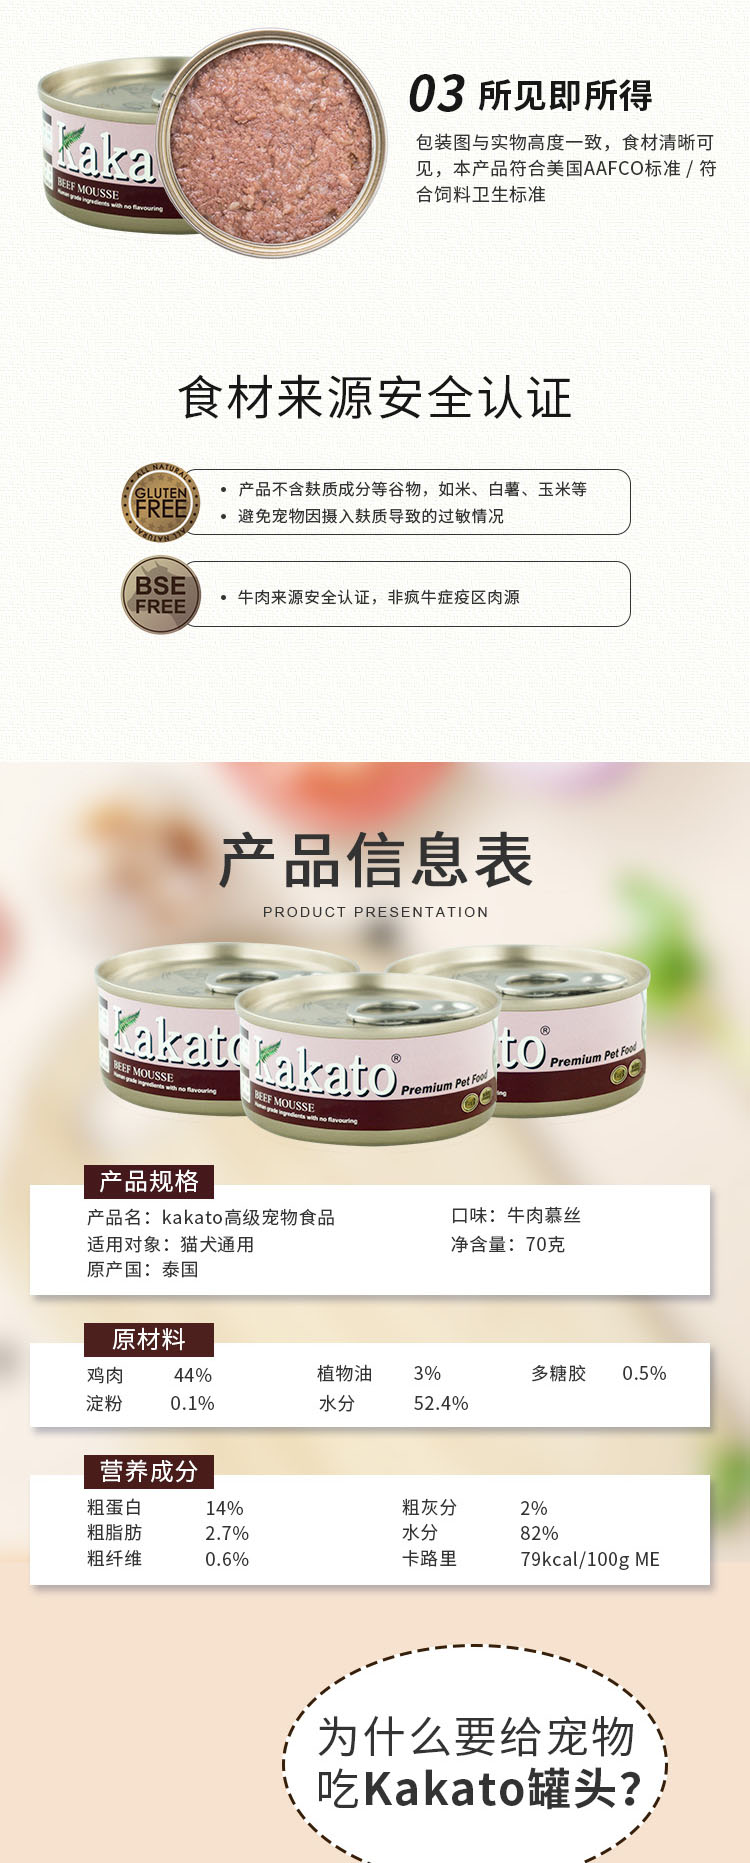 Kaka
BEEF MOUSSE
Human grade ingredients with no flavouring
03 所见即所得
包装图与实物高度一致，食材清晰可
见，本产品符合美国AAFCO标准 / 符
合饲料卫生标准
食材来源安全认证
ALL NATURAL
GLUTEN
FREE
ALL NATURAL
• 产品不含麸质成分等谷物，如米、白薯、玉米等
• 避免宠物因摄入麸质导致的过敏情况
BSE
FREE
• 牛肉来源安全认证，非疯牛症疫区肉源
产品信息表
PRODUCT PRESENTATION
Kakato
BEEF MOUSSE
Human grade ingredients with no flavouring
Kakato®
Premium Pet Food
BEEF MOUSSE
Human grade ingredients with no flavouring
to®
Premium Pet Food
ing
产品规格
产品名：kakato高级宠物食品
口味：牛肉慕丝
适用对象：猫犬通用
净含量：70克
原产国：泰国
原材料
鸡肉 44% 植物油 3% 多糖胶 0.5%
淀粉 0.1% 水分 52.4%
营养成分
粗蛋白 14% 粗灰分 2%
粗脂肪 2.7% 水分 82%
粗纤维 0.6% 卡路里 79kcal/100g ME
为什么要给宠物
吃Kakato罐头？